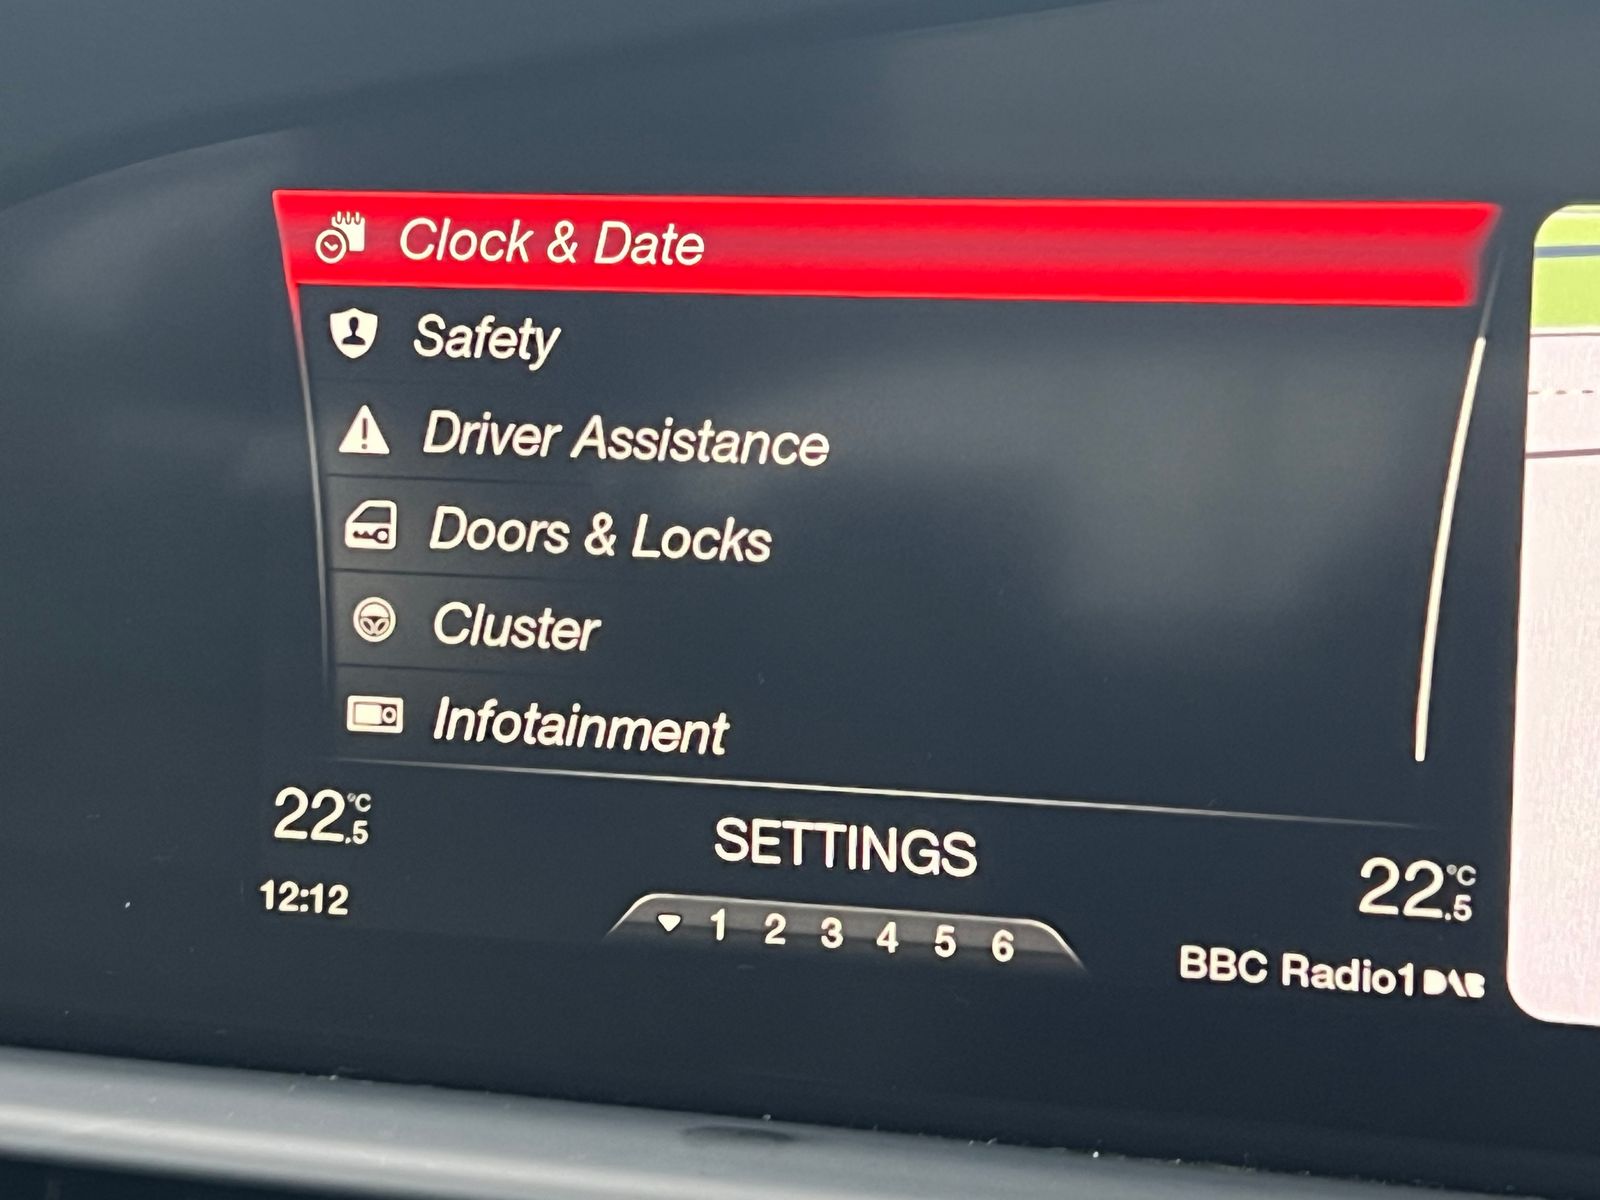 Clock & Date
Safety
Driver Assistance
Doors & Locks
Cluster
Infotainment
22.5 °C
SETTINGS
22.5 °C
12:12
1 2 3 4 5 6
BBC Radio1 DAB